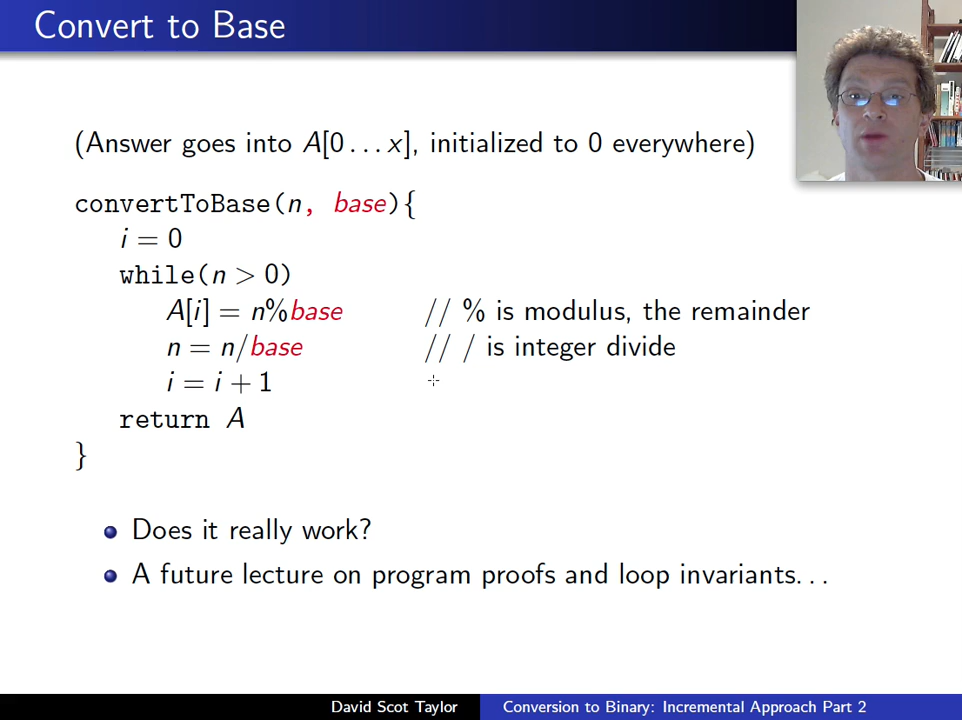 Convert to Base
(Answer goes into A[0 . . . x], initialized to 0 everywhere)
convertToBase(n, base){
i = 0
while(n > 0)
A[i] = n%base // % is modulus, the remainder
n = n/base // / is integer divide
i = i + 1
return A
}
Does it really work?
A future lecture on program proofs and loop invariants. . .
David Scot Taylor Conversion to Binary: Incremental Approach Part 2